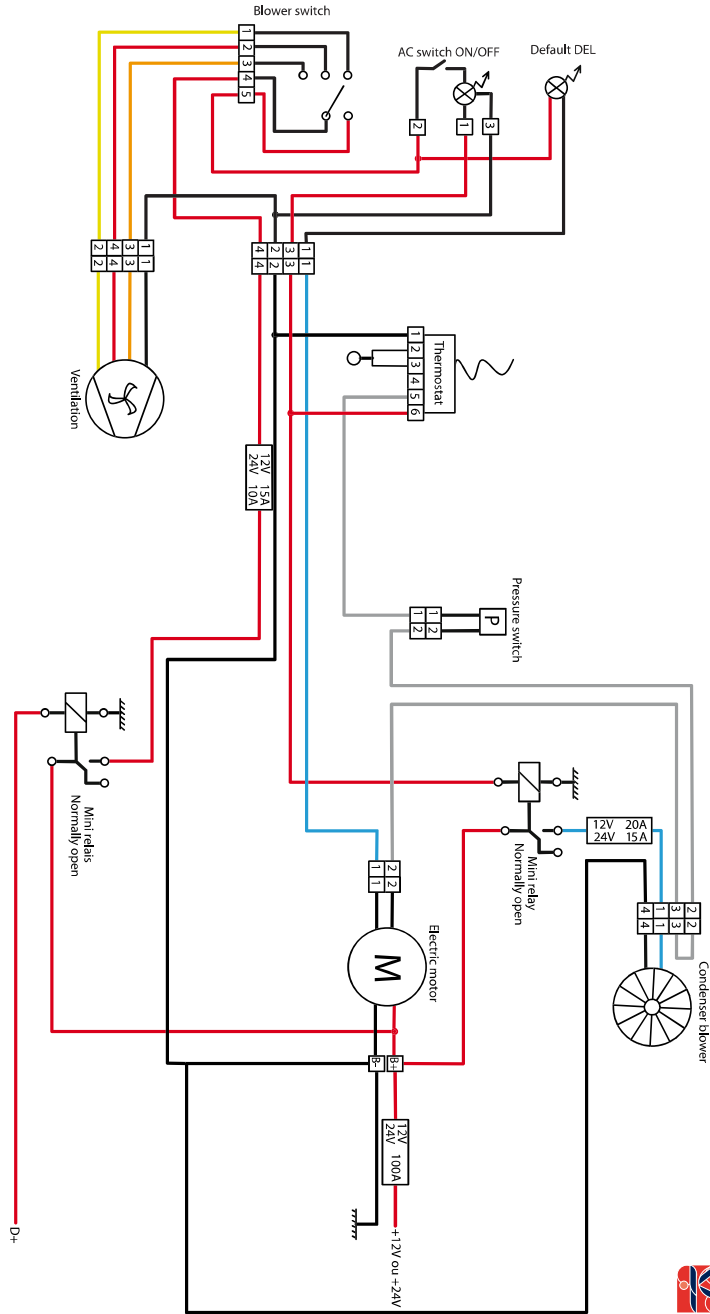 Blower switch
AC switch ON/OFF
Default DEL
1
2
3
4
5
2
1
3
2 4 3 1
2 4 3 1
4 2 3 1
4 2 3 1
Ventilation
1
2
3
4
5
6
Thermostat
12V 15A
24V 10A
Pressure switch
P
1 2
1 2
Mini relais
Normally open
Mini relay
Normally open
12V 20A
24V 15A
4 1 3 2
4 1 3 2
Condenser blower
1 2
1 2
Electric motor
M
B- B+
12V 100A
24V
+12V ou +24V
D+